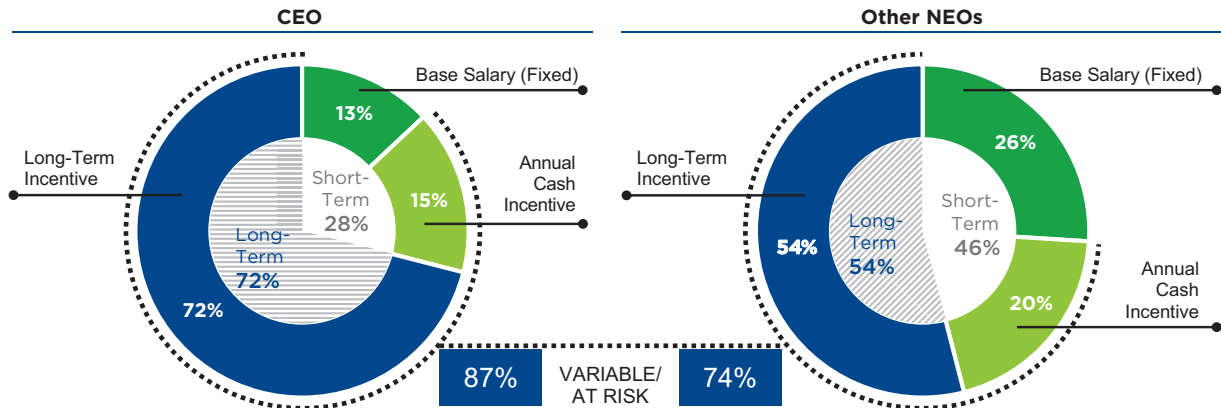 CEO
Base Salary (Fixed)
13%
Long-Term
Incentive
Annual
Cash
Incentive
15%
Short-
Term
28%
Long-
Term
72%
72%
Other NEOs
Base Salary (Fixed)
26%
Long-Term
Incentive
Short-
Term
46%
Long-
Term
54%
54%
Annual
Cash
Incentive
20%
87%
VARIABLE/
AT RISK
74%